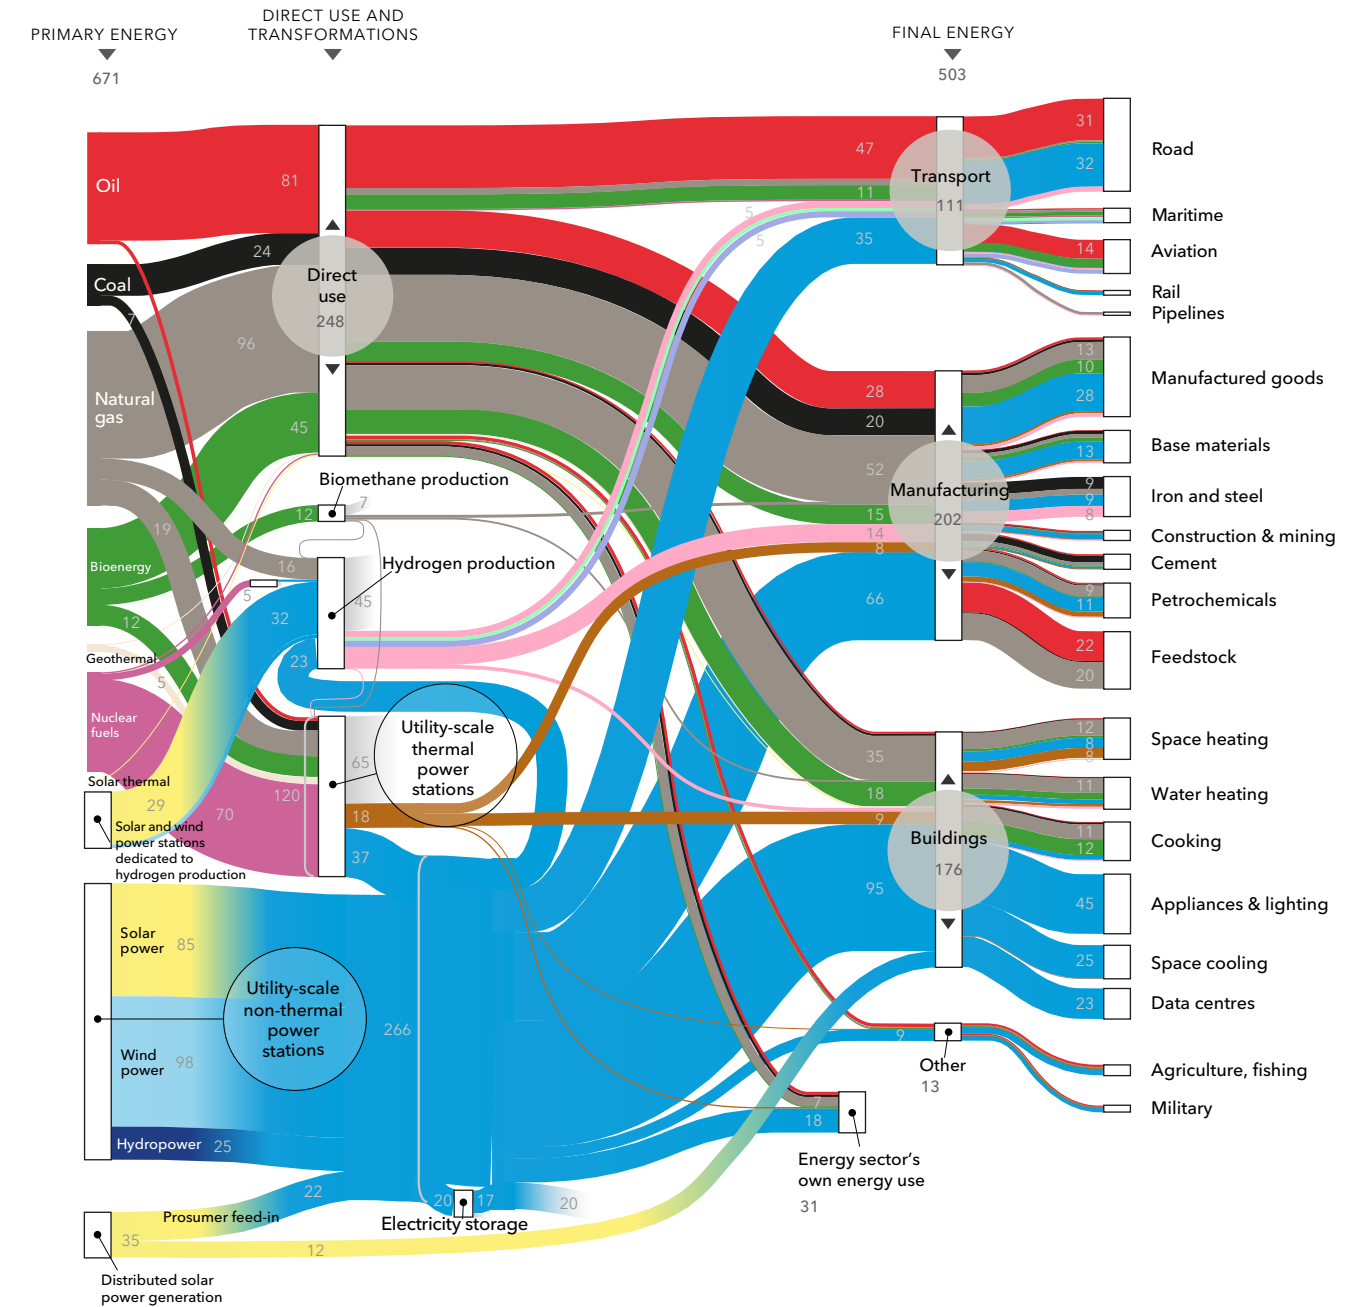 DIRECT USE AND
PRIMARY ENERGY
TRANSFORMATIONS
FINAL ENERGY
671
503
Oil
81
24
Coal
7
96
Natural
gas
45
19
Bioenergy
12
12
Geothermal
5
5
Nuclear
fuels
Solar thermal
29
70
Solar and wind
power stations
dedicated to
hydrogen production
Solar
power
85
Wind
power
98
Hydropower
25
Utility-scale
non-thermal
power
stations
22
Prosumer feed-in
35
12
Distributed solar
power generation
Direct
use
248
Biomethane production
7
16
Hydrogen production
45
32
23
Utility-scale
thermal
power
stations
65
120
18
37
266
20
17
20
Electricity storage
47
11
5
5
35
Transport
111
28
20
52
15
14
8
66
Manufacturing
202
35
18
9
95
Buildings
176
9
Other
13
7
18
Energy sector's
own energy use
31
31
Road
32
Maritime
14
Aviation
Rail
Pipelines
13
10
Manufactured goods
28
13
Base materials
9
9
Iron and steel
8
Construction & mining
Cement
9
11
Petrochemicals
22
Feedstock
20
12
8
Space heating
8
11
Water heating
11
12
Cooking
45
Appliances & lighting
25
Space cooling
23
Data centres
Agriculture, fishing
Military